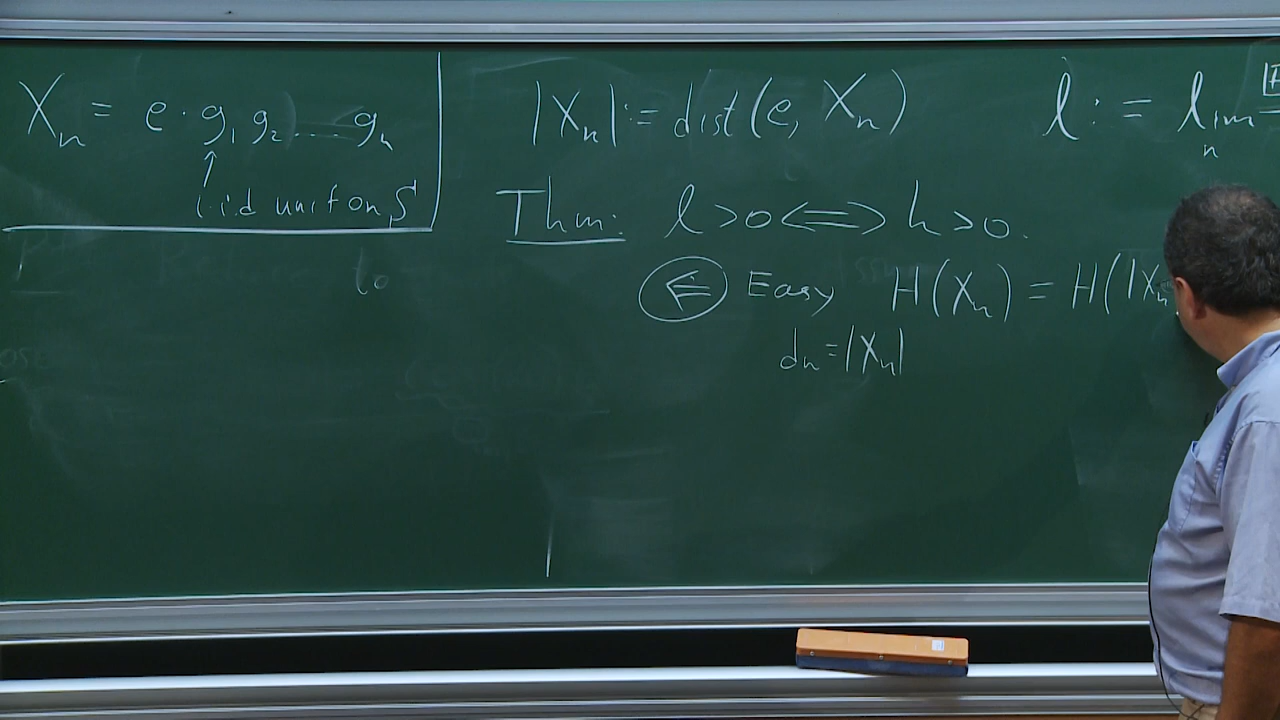 Xₙ = e · g₁ g₂ ..... gₙ
↑
i.i.d unif on S
|Xₙ| := dist(e, Xₙ)
l := lim
n
Thm: l > 0 <=> h > 0.
(⇐) Easy H(Xₙ) = H(|Xₙ
dₙ = |Xₙ|